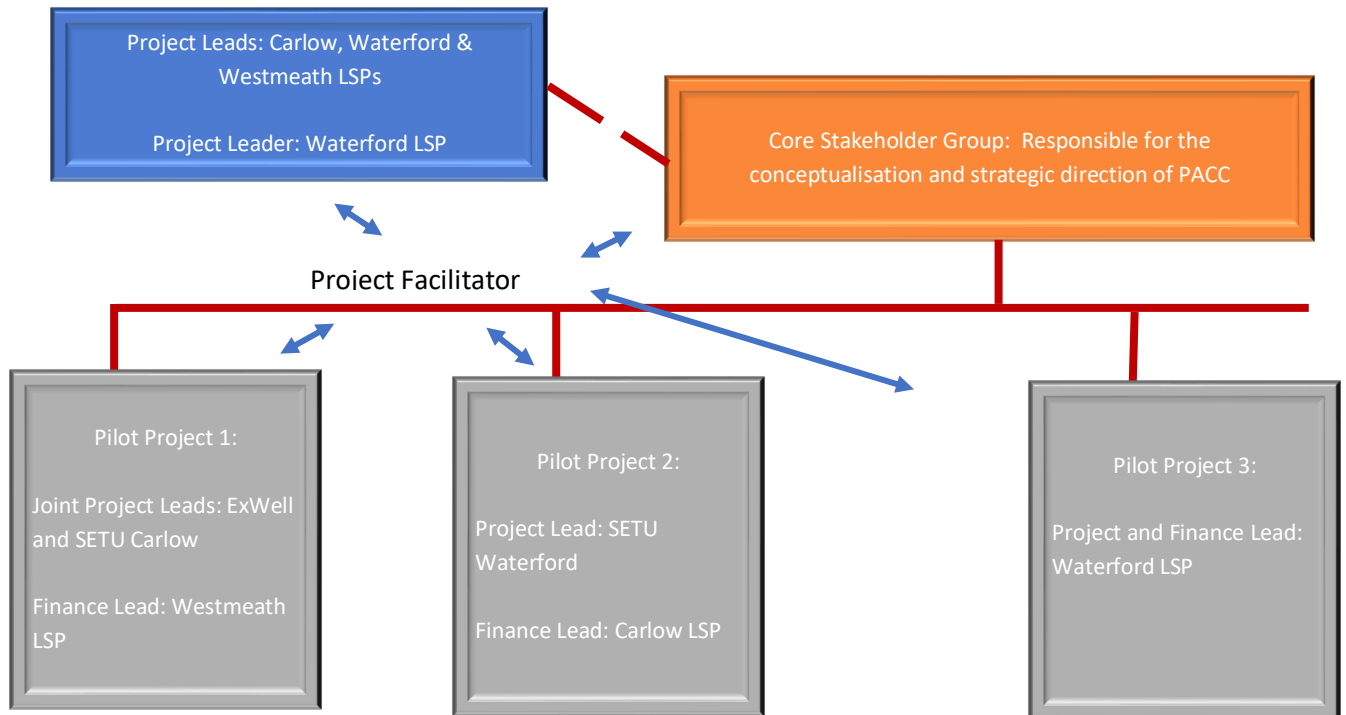 Project Leads: Carlow, Waterford &
Westmeath LSPs
Project Leader: Waterford LSP
Core Stakeholder Group:  Responsible for the
conceptualisation and strategic direction of PACC
Project Facilitator
Pilot Project 1:
Joint Project Leads: ExWell
and SETU Carlow
Finance Lead: Westmeath
LSP
Pilot Project 2:
Project Lead: SETU
Waterford
Finance Lead: Carlow LSP
Pilot Project 3:
Project and Finance Lead:
Waterford LSP